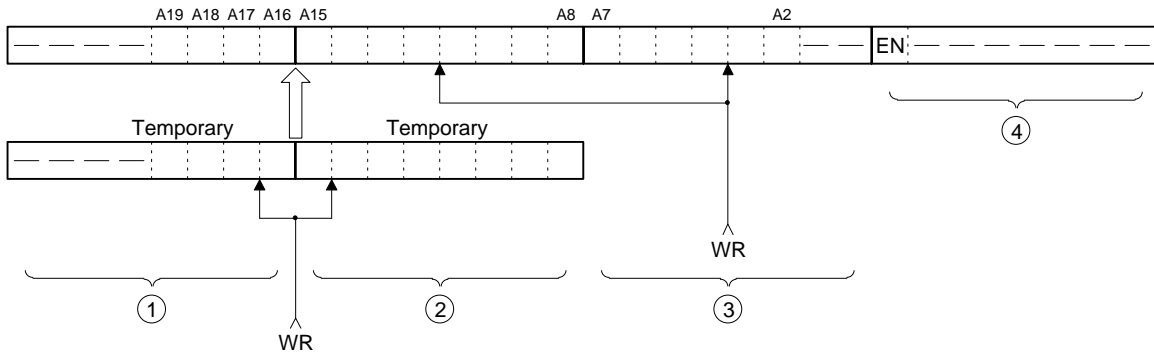 A19 A18 A17 A16 A15 A8 A7 A2
EN
Temporary Temporary
4
WR
1 2 3
WR